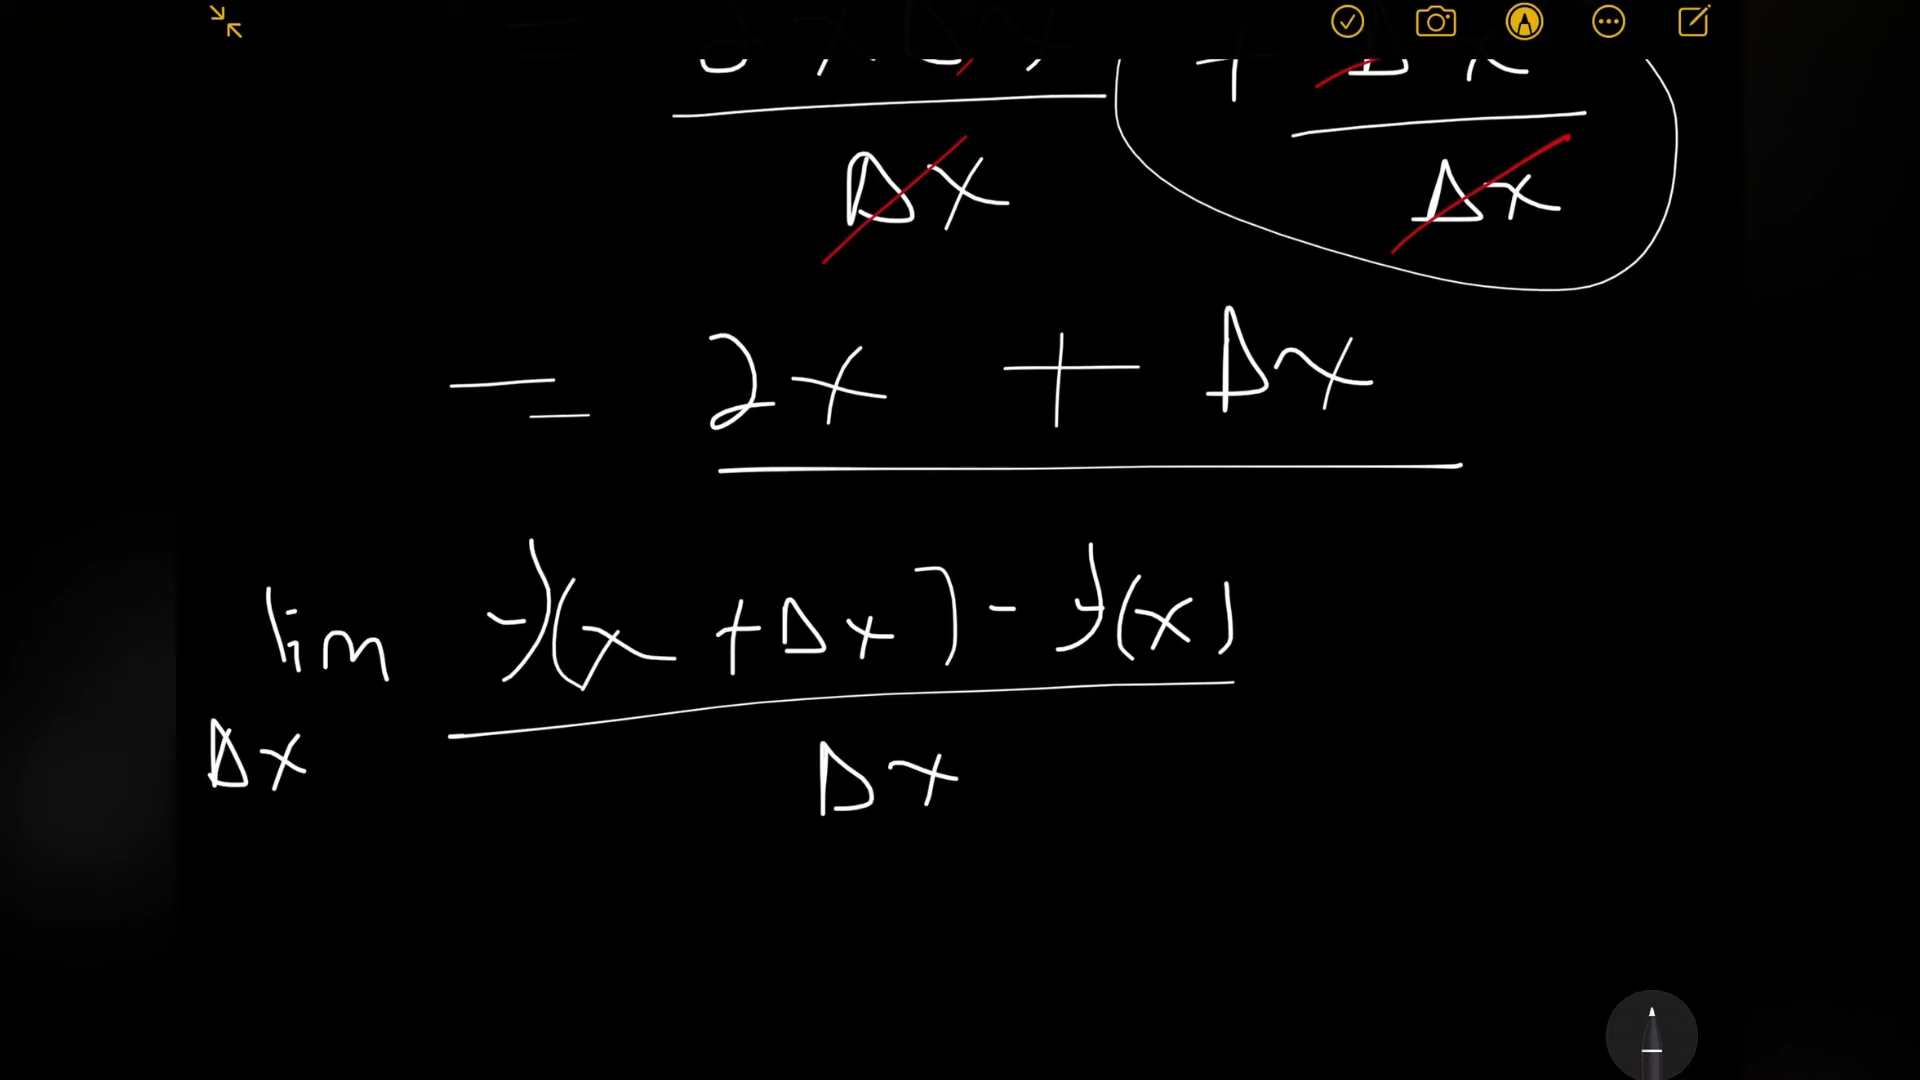 Δx Δx
= 2x + Δx
lim y(x + Δx) - y(x)
Δx Δx